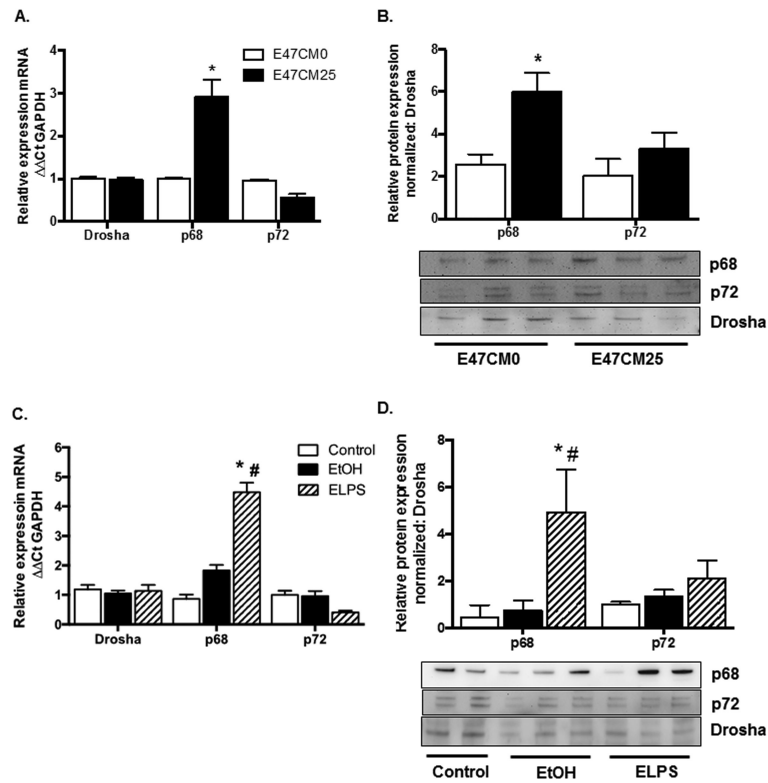 A.
Relative expression mRNA
ΔΔCt GAPDH
4
3
2
1
0
*
E47CM0
E47CM25
Drosha
p68
p72
B.
Relative protein expression
normalized: Drosha
8
6
4
2
0
*
p68
p72
p68
p72
Drosha
E47CM0
E47CM25
C.
Relative expressoin mRNA
ΔΔCt GAPDH
6
5
4
3
2
1
0
* #
Control
EtOH
ELPS
Drosha
p68
p72
D.
Relative protein expression
normalized: Drosha
8
6
4
2
0
* #
p68
p72
p68
p72
Drosha
Control
EtOH
ELPS